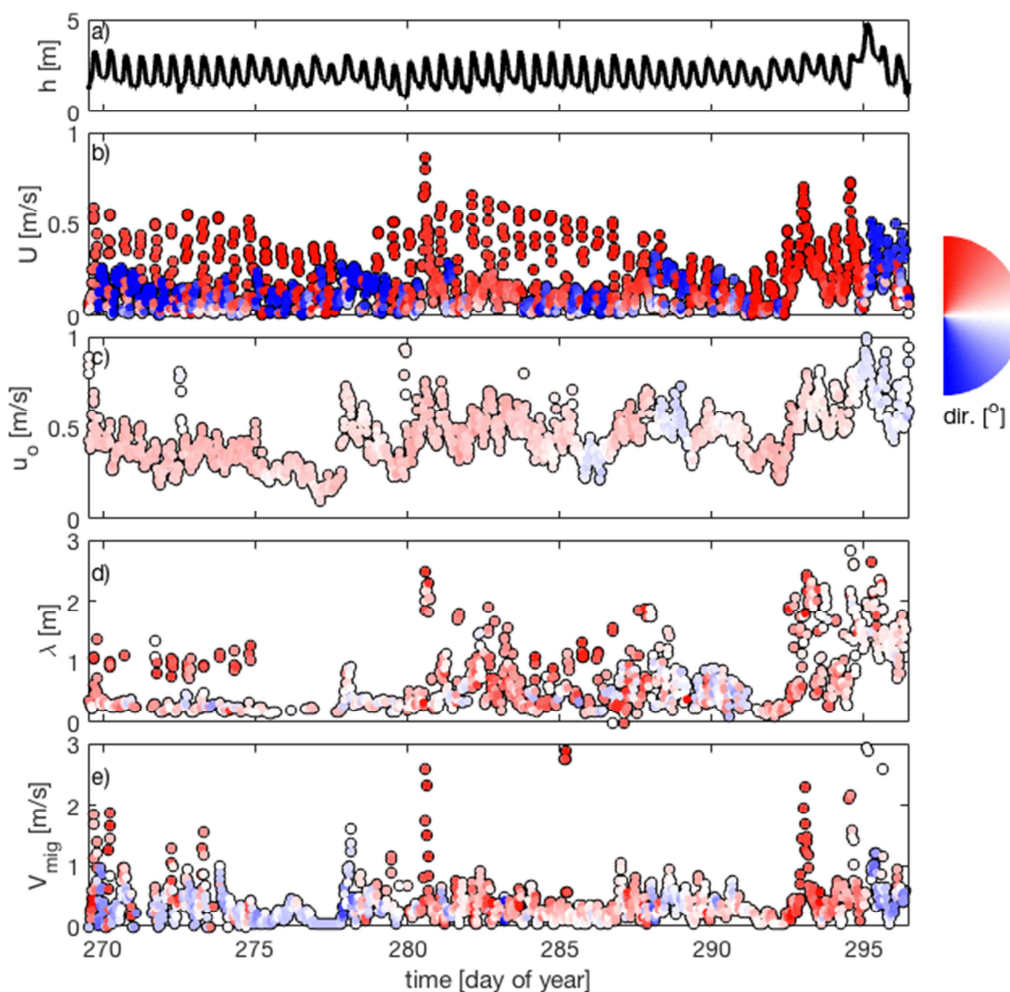 a)
h [m]
5
0
b)
U [m/s]
1
0.5
0
c)
u_o [m/s]
1
0.5
0
dir. [°]
d)
λ [m]
3
2
1
0
e)
V_mig [m/s]
3
2
1
0
270 275 280 285 290 295
time [day of year]